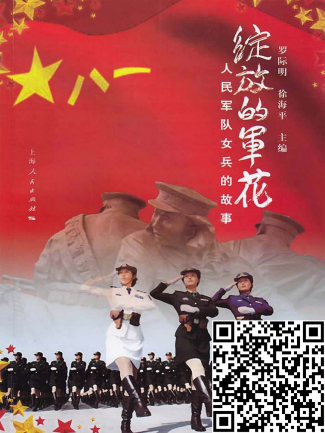 八一
绽放的軍花
人民军队女兵的故事
罗际明 徐海平 主编
上海人民出版社